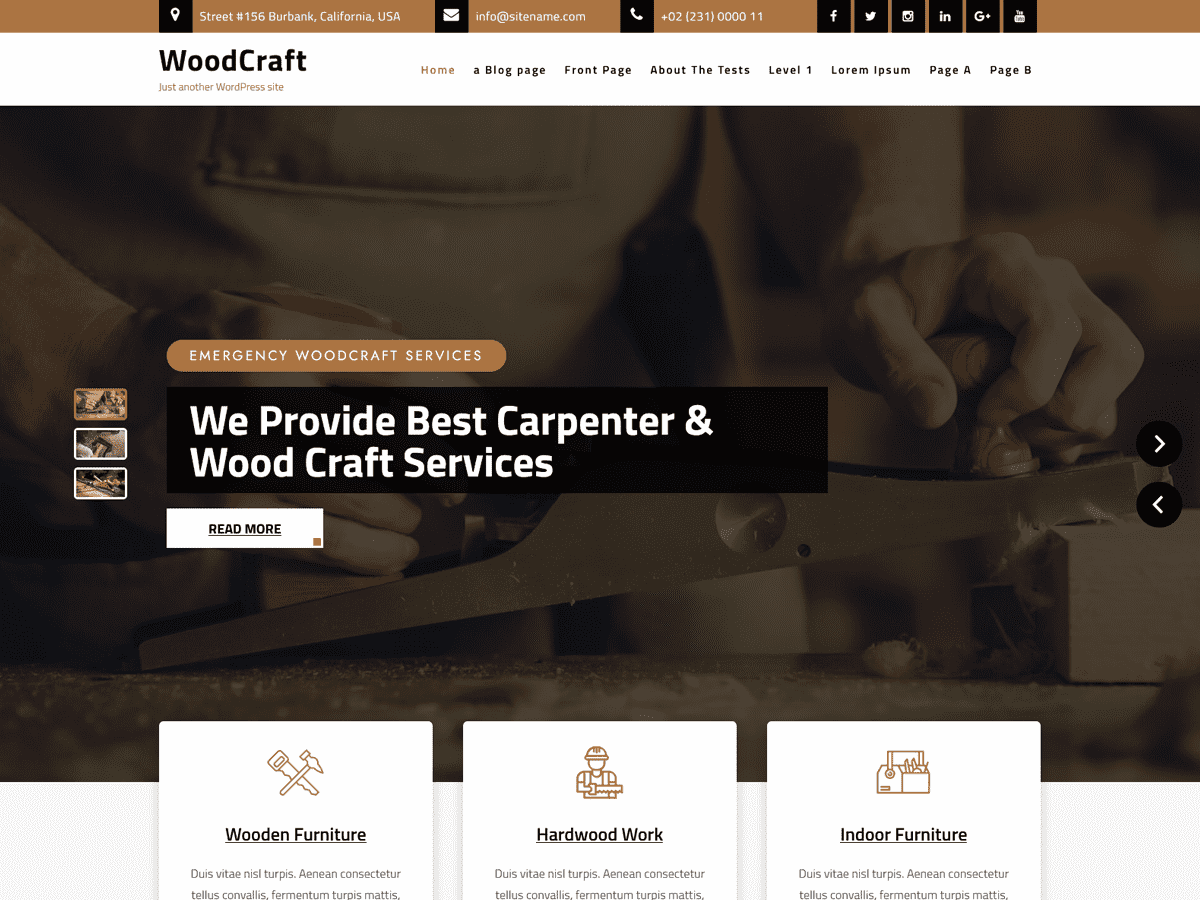 Street #156 Burbank, California, USA
info@sitename.com
+02 (231) 0000 11
WoodCraft
Just another WordPress site
Home
a Blog page
Front Page
About The Tests
Level 1
Lorem Ipsum
Page A
Page B
EMERGENCY WOODCRAFT SERVICES
We Provide Best Carpenter &
Wood Craft Services
READ MORE
Wooden Furniture
Duis vitae nisl turpis. Aenean consectetur
tellus convallis, fermentum turpis mattis,
Hardwood Work
Duis vitae nisl turpis. Aenean consectetur
tellus convallis, fermentum turpis mattis,
Indoor Furniture
Duis vitae nisl turpis. Aenean consectetur
tellus convallis, fermentum turpis mattis,